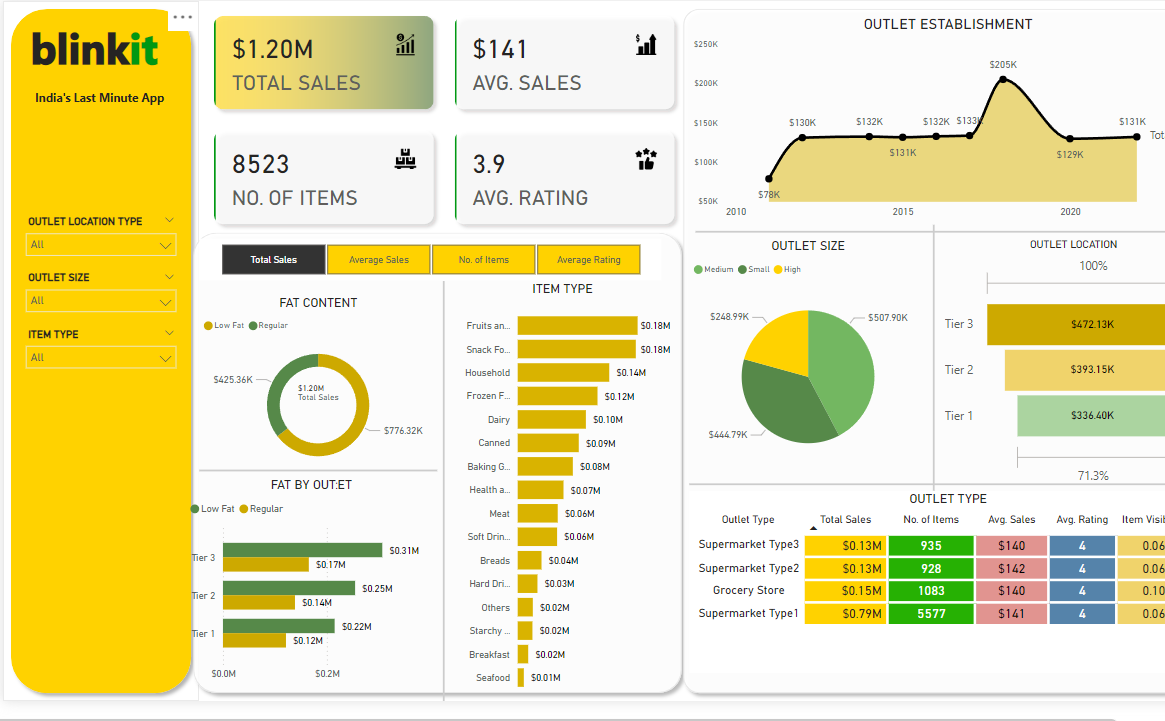 blinkit
India's Last Minute App
OUTLET LOCATION TYPE
All
OUTLET SIZE
All
ITEM TYPE
All
$1.20M
TOTAL SALES
$141
AVG. SALES
8523
NO. OF ITEMS
3.9
AVG. RATING
Total Sales
Average Sales
No. of Items
Average Rating
FAT CONTENT
Low Fat Regular
$425.36K
$1.20M
Total Sales
$776.32K
FAT BY OUT:ET
Low Fat Regular
Tier 3
$0.31M
$0.17M
Tier 2
$0.25M
$0.14M
Tier 1
$0.22M
$0.12M
$0.0M $0.2M
ITEM TYPE
Fruits an... $0.18M
Snack Fo... $0.18M
Household $0.14M
Frozen F... $0.12M
Dairy $0.10M
Canned $0.09M
Baking G... $0.08M
Health a... $0.07M
Meat $0.06M
Soft Drin... $0.06M
Breads $0.04M
Hard Dri... $0.03M
Others $0.02M
Starchy ... $0.02M
Breakfast $0.02M
Seafood $0.01M
OUTLET ESTABLISHMENT
$250K
$200K
$150K
$100K
$50K
$78K
$130K
$132K
$131K
$132K
$133K
$205K
$129K
$131K
Tot
2010 2015 2020
OUTLET SIZE
Medium Small High
$248.99K
$507.90K
$444.79K
OUTLET LOCATION
100%
Tier 3 $472.13K
Tier 2 $393.15K
Tier 1 $336.40K
71.3%
OUTLET TYPE
Outlet Type Total Sales No. of Items Avg. Sales Avg. Rating Item Visib
Supermarket Type3 $0.13M 935 $140 4 0.06
Supermarket Type2 $0.13M 928 $142 4 0.06
Grocery Store $0.15M 1083 $140 4 0.10
Supermarket Type1 $0.79M 5577 $141 4 0.06